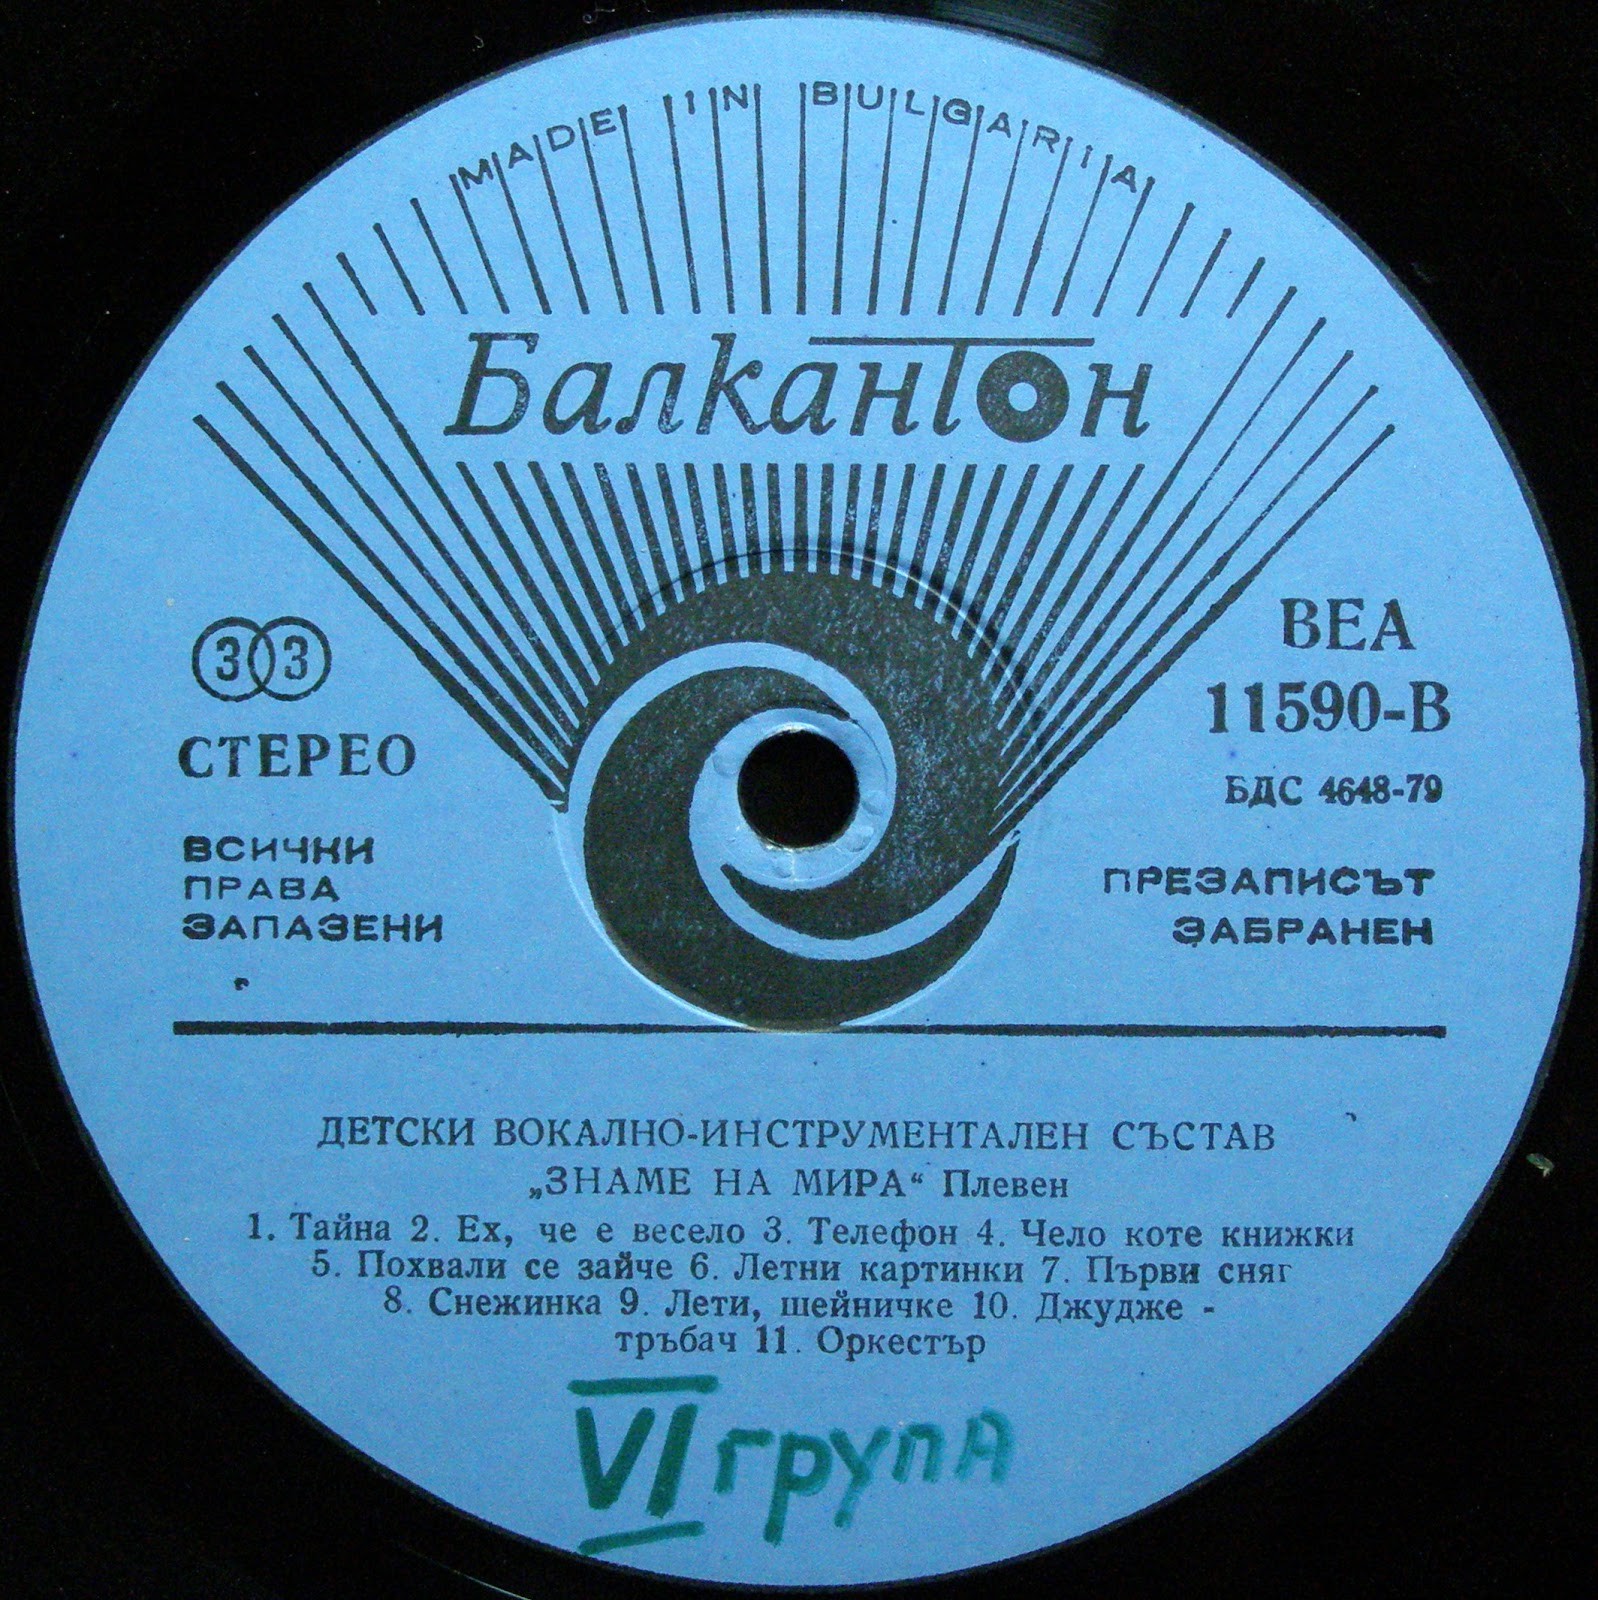 MADE IN BULGARIA
Балкантон
33
СТЕРЕО
ВСИЧКИ
ПРАВА
ЗАПАЗЕНИ
ВЕА
11590-В
БДС 4648-79
ПРЕЗАПИСЪТ
ЗАБРАНЕН
ДЕТСКИ ВОКАЛНО-ИНСТРУМЕНТАЛЕН СЪСТАВ
„ЗНАМЕ НА МИРА“ Плевен
1. Тайна 2. Ех, че е весело 3. Телефон 4. Чело коте книжки
5. Похвали се зайче 6. Летни картинки 7. Първи сняг
8. Снежинка 9. Лети, шейничке 10. Джудже -
тръбач 11. Оркестър
VI група